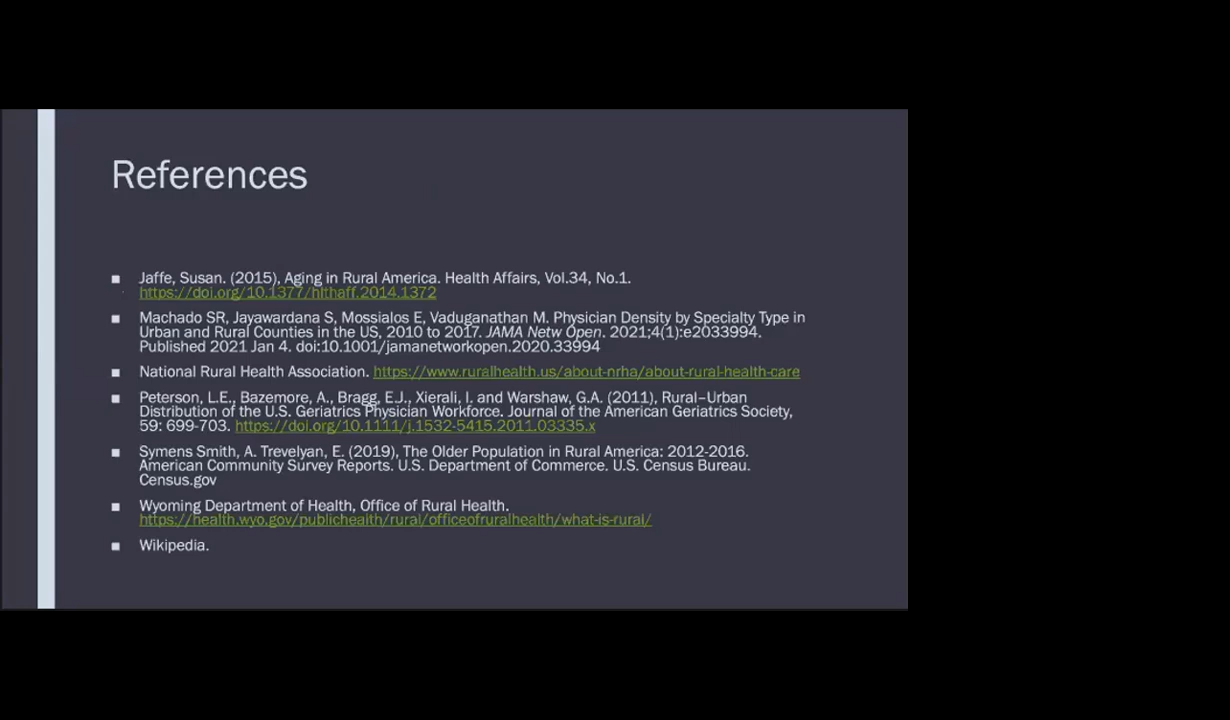 References
Jaffe, Susan. (2015), Aging in Rural America. Health Affairs, Vol.34, No.1.
https://doi.org/10.1377/hlthaff.2014.1372
Machado SR, Jayawardana S, Mossialos E, Vaduganathan M. Physician Density by Specialty Type in
Urban and Rural Counties in the US, 2010 to 2017. JAMA Netw Open. 2021;4(1):e2033994.
Published 2021 Jan 4. doi:10.1001/jamanetworkopen.2020.33994
National Rural Health Association. https://www.ruralhealth.us/about-nrha/about-rural-health-care
Peterson, L.E., Bazemore, A., Bragg, E.J., Xierali, I. and Warshaw, G.A. (2011), Rural–Urban
Distribution of the U.S. Geriatrics Physician Workforce. Journal of the American Geriatrics Society,
59: 699-703. https://doi.org/10.1111/j.1532-5415.2011.03335.x
Symens Smith, A. Trevelyan, E. (2019), The Older Population in Rural America: 2012-2016.
American Community Survey Reports. U.S. Department of Commerce. U.S. Census Bureau.
Census.gov
Wyoming Department of Health, Office of Rural Health.
https://health.wyo.gov/publichealth/rural/officeofruralhealth/what-is-rural/
Wikipedia.